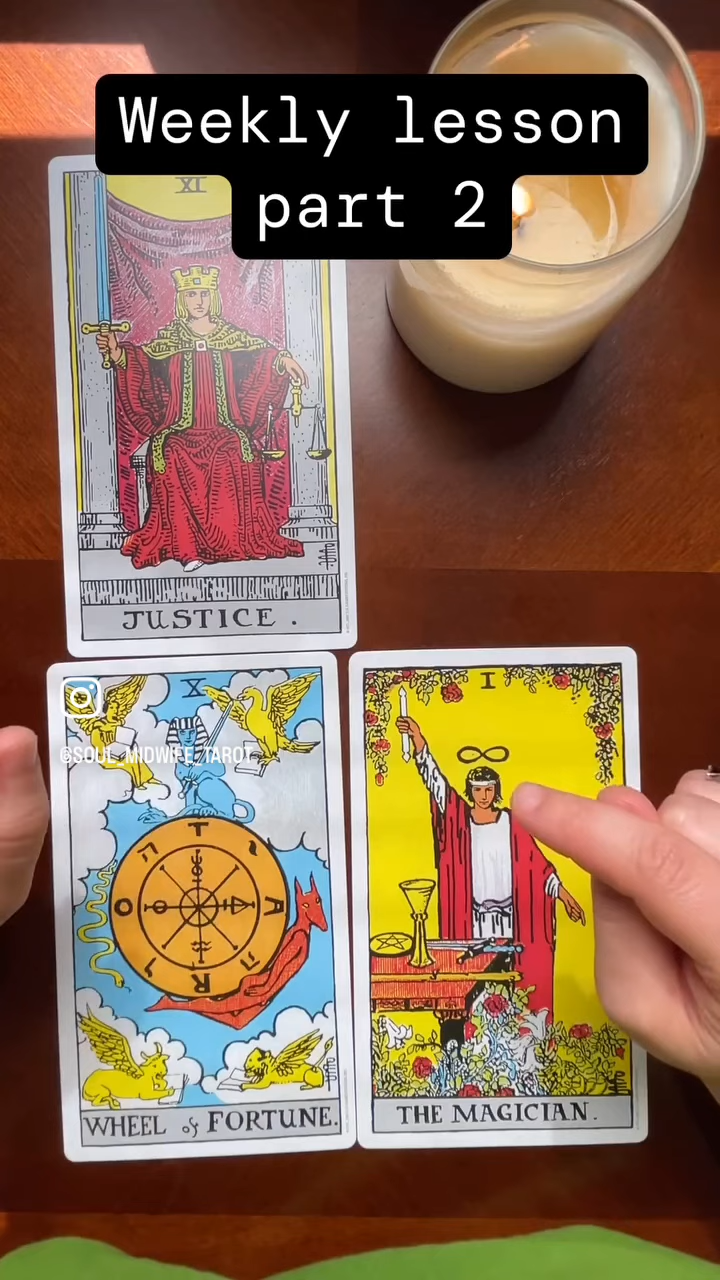 Weekly lesson
part 2
XI
JUSTICE .
X
@SOUL_MIDWIFE_TAROT
T
A
R
O
I
WHEEL of FORTUNE.
THE MAGICIAN.